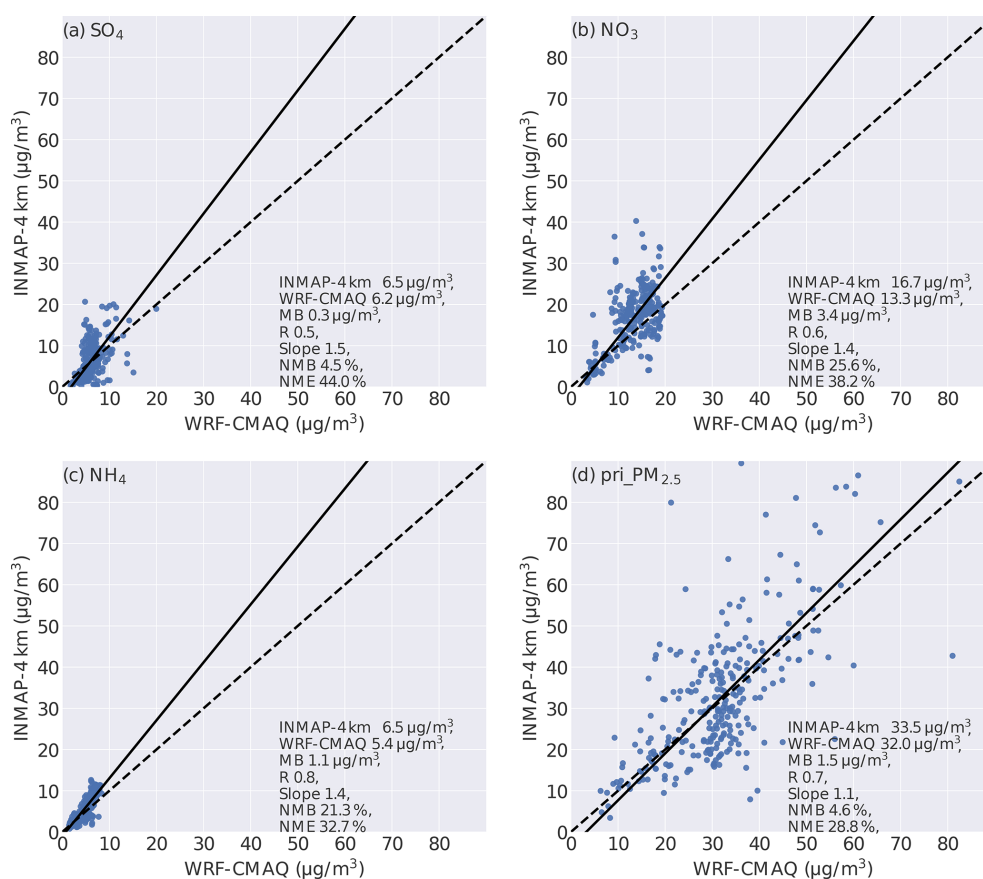 (a) SO₄
80
70
60
50
40
30
20
10
0
INMAP-4 km (µg/m³)
INMAP-4 km 6.5 µg/m³,
WRF-CMAQ 6.2 µg/m³,
MB 0.3 µg/m³,
R 0.5,
Slope 1.5,
NMB 4.5 %,
NME 44.0 %
0 10 20 30 40 50 60 70 80
WRF-CMAQ (µg/m³)
(b) NO₃
80
70
60
50
40
30
20
10
0
INMAP-4 km (µg/m³)
INMAP-4 km 16.7 µg/m³,
WRF-CMAQ 13.3 µg/m³,
MB 3.4 µg/m³,
R 0.6,
Slope 1.4,
NMB 25.6 %,
NME 38.2 %
0 10 20 30 40 50 60 70 80
WRF-CMAQ (µg/m³)
(c) NH₄
80
70
60
50
40
30
20
10
0
INMAP-4 km (µg/m³)
INMAP-4 km 6.5 µg/m³,
WRF-CMAQ 5.4 µg/m³,
MB 1.1 µg/m³,
R 0.8,
Slope 1.4,
NMB 21.3 %,
NME 32.7 %
0 10 20 30 40 50 60 70 80
WRF-CMAQ (µg/m³)
(d) pri_PM₂.₅
80
70
60
50
40
30
20
10
0
INMAP-4 km (µg/m³)
INMAP-4 km 33.5 µg/m³,
WRF-CMAQ 32.0 µg/m³,
MB 1.5 µg/m³,
R 0.7,
Slope 1.1,
NMB 4.6 %,
NME 28.8 %,
0 10 20 30 40 50 60 70 80
WRF-CMAQ (µg/m³)